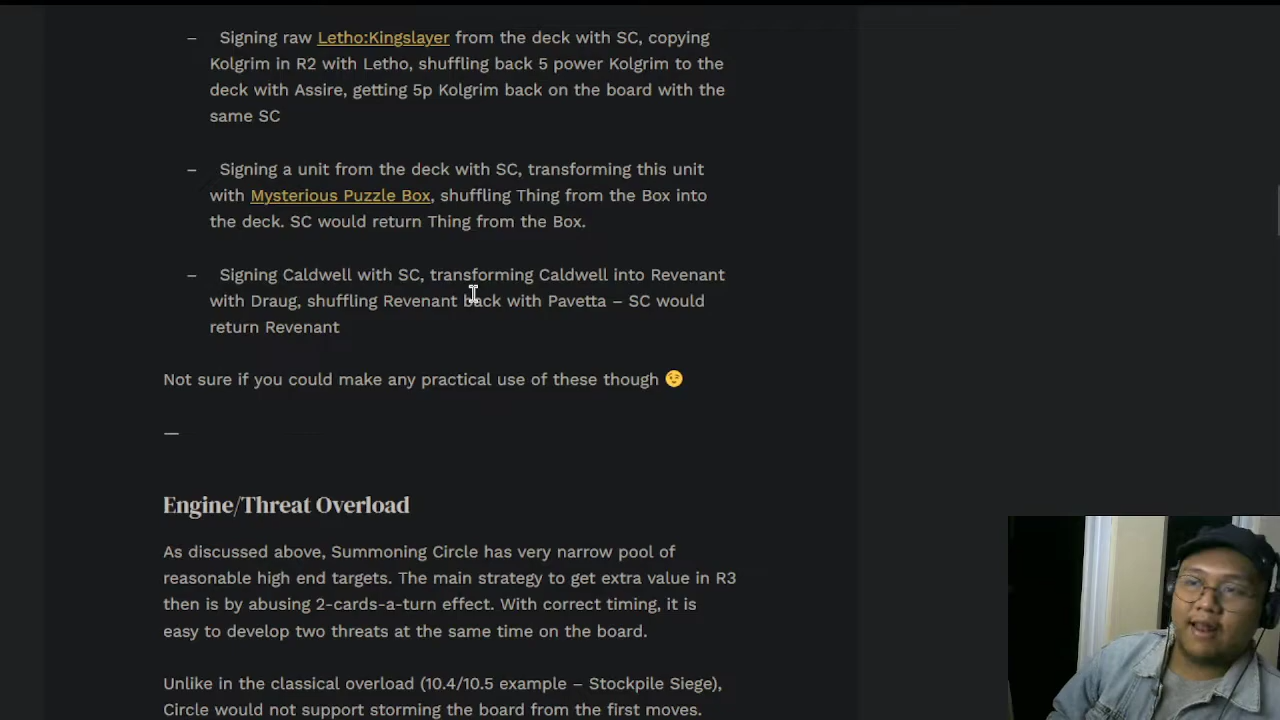 – Signing raw Letho:Kingslayer from the deck with SC, copying
Kolgrim in R2 with Letho, shuffling back 5 power Kolgrim to the
deck with Assire, getting 5p Kolgrim back on the board with the
same SC
– Signing a unit from the deck with SC, transforming this unit
with Mysterious Puzzle Box, shuffling Thing from the Box into
the deck. SC would return Thing from the Box.
– Signing Caldwell with SC, transforming Caldwell into Revenant
with Draug, shuffling Revenant back with Pavetta – SC would
return Revenant
Not sure if you could make any practical use of these though 😉
—
Engine/Threat Overload
As discussed above, Summoning Circle has very narrow pool of
reasonable high end targets. The main strategy to get extra value in R3
then is by abusing 2-cards-a-turn effect. With correct timing, it is
easy to develop two threats at the same time on the board.
Unlike in the classical overload (10.4/10.5 example – Stockpile Siege),
Circle would not support storming the board from the first moves.